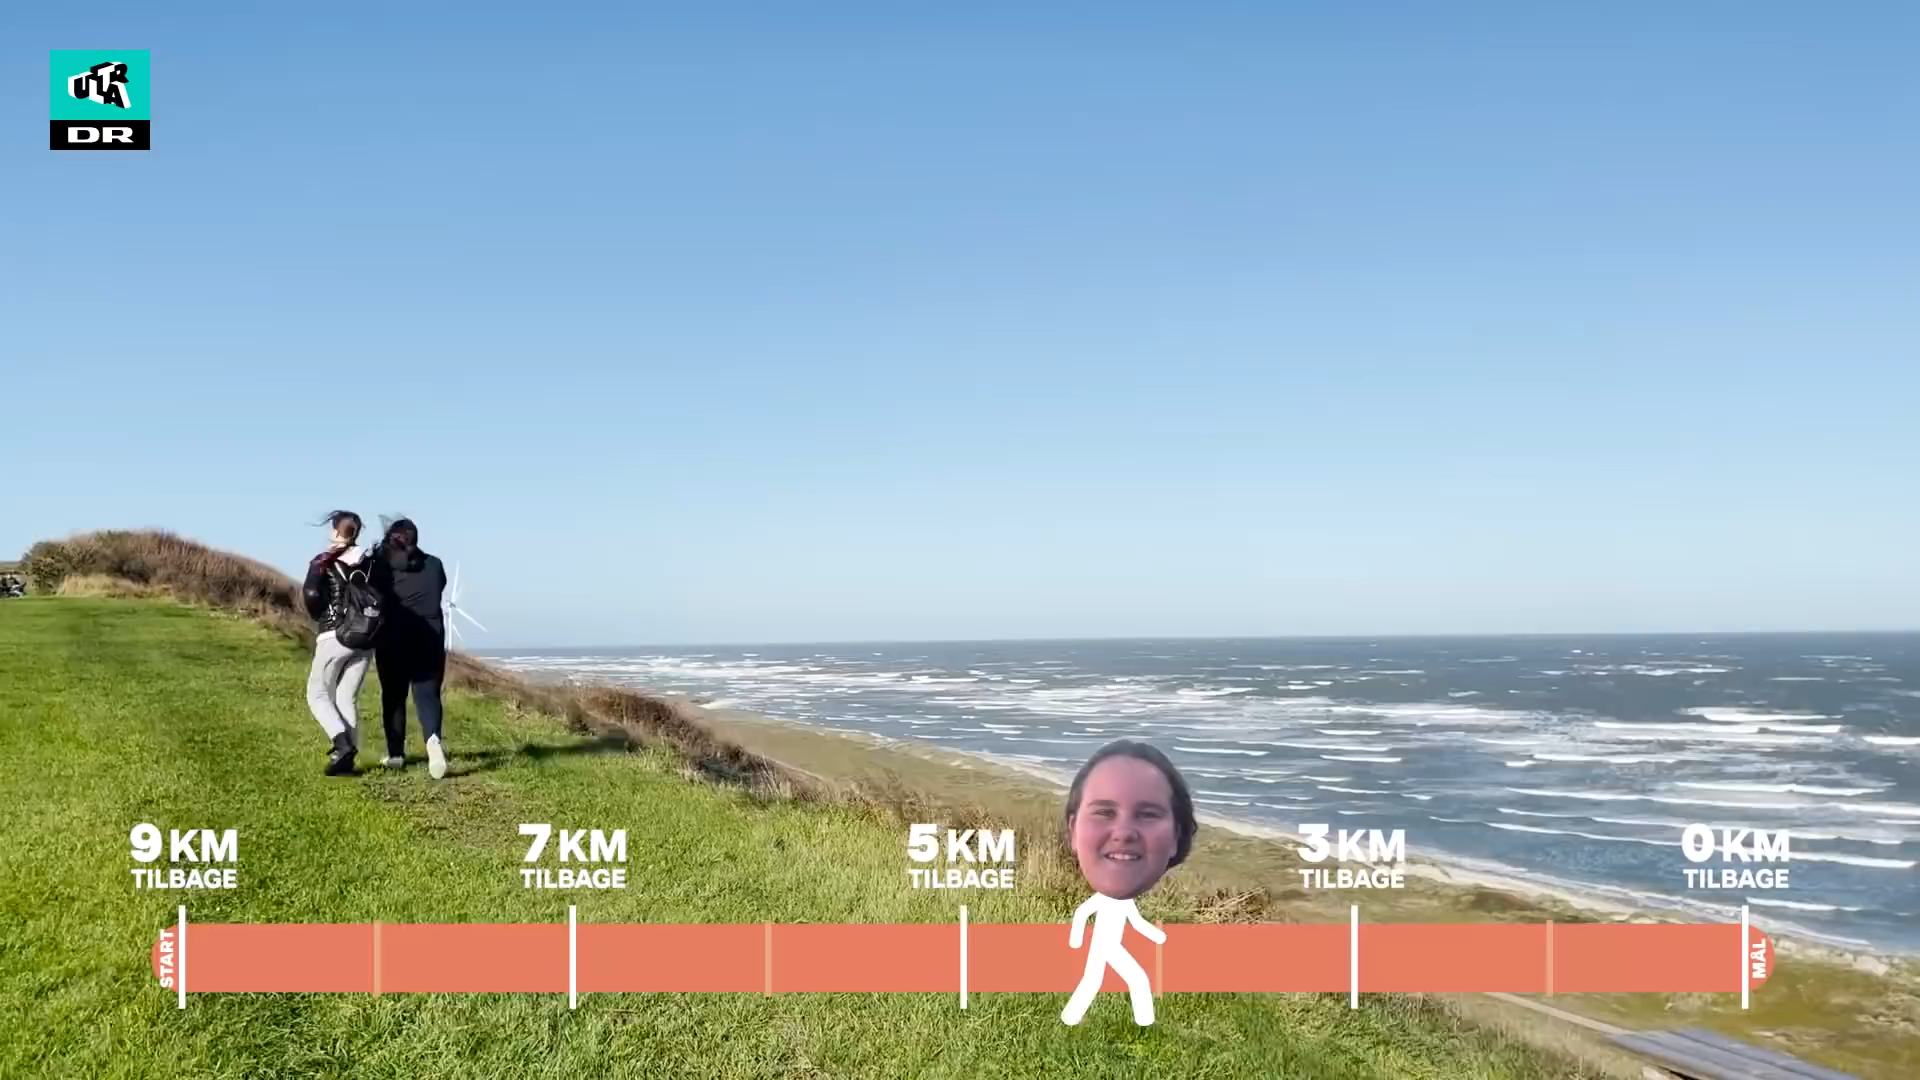 ULTRA
DR
9 KM
TILBAGE
7 KM
TILBAGE
5 KM
TILBAGE
3 KM
TILBAGE
0 KM
TILBAGE
START
MÅL